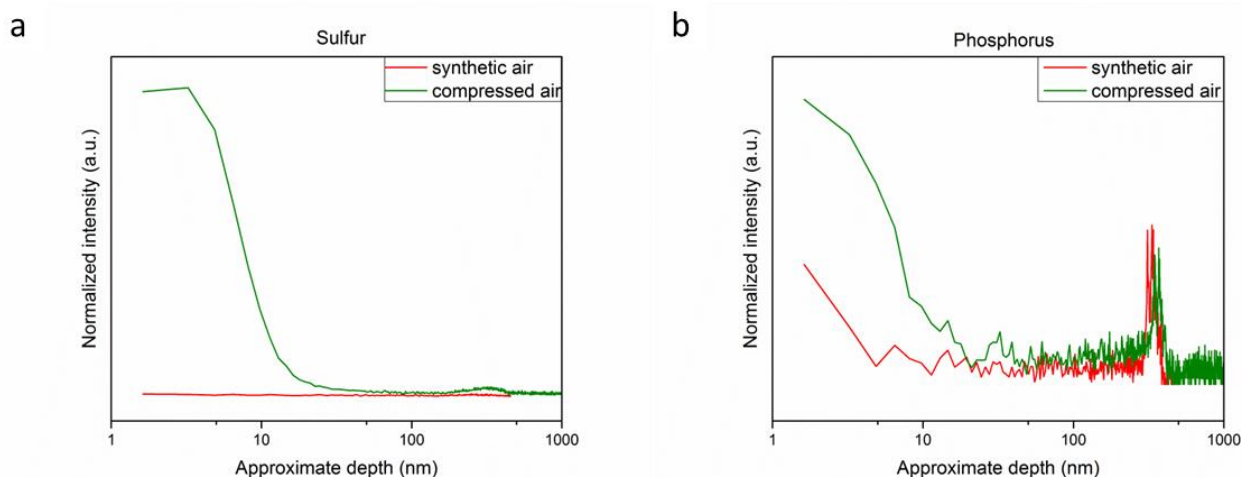 a
Sulfur
synthetic air
compressed air
Normalized intensity (a.u.)
1 10 100 1000
Approximate depth (nm)
b
Phosphorus
synthetic air
compressed air
Normalized intensity (a.u.)
1 10 100 1000
Approximate depth (nm)